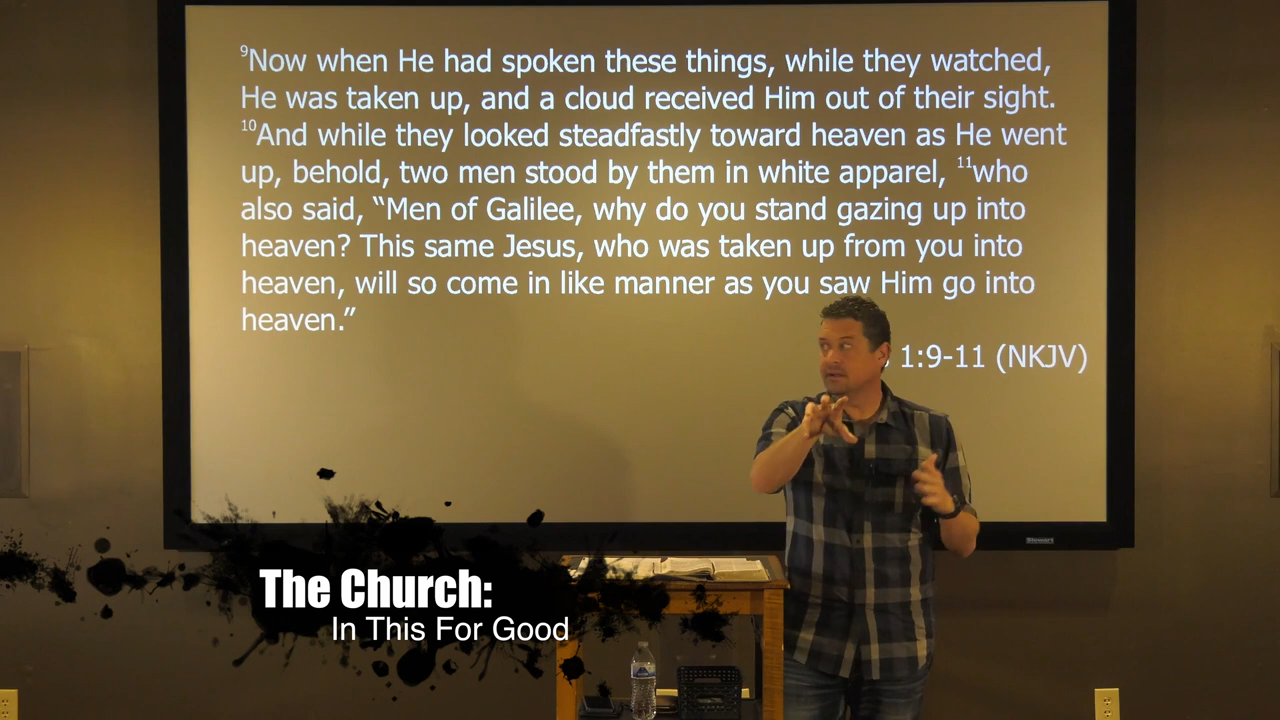 ⁹Now when He had spoken these things, while they watched,
He was taken up, and a cloud received Him out of their sight.
¹⁰And while they looked steadfastly toward heaven as He went
up, behold, two men stood by them in white apparel, ¹¹who
also said, “Men of Galilee, why do you stand gazing up into
heaven? This same Jesus, who was taken up from you into
heaven, will so come in like manner as you saw Him go into
heaven.”
1:9-11 (NKJV)
Stewart
The Church:
In This For Good